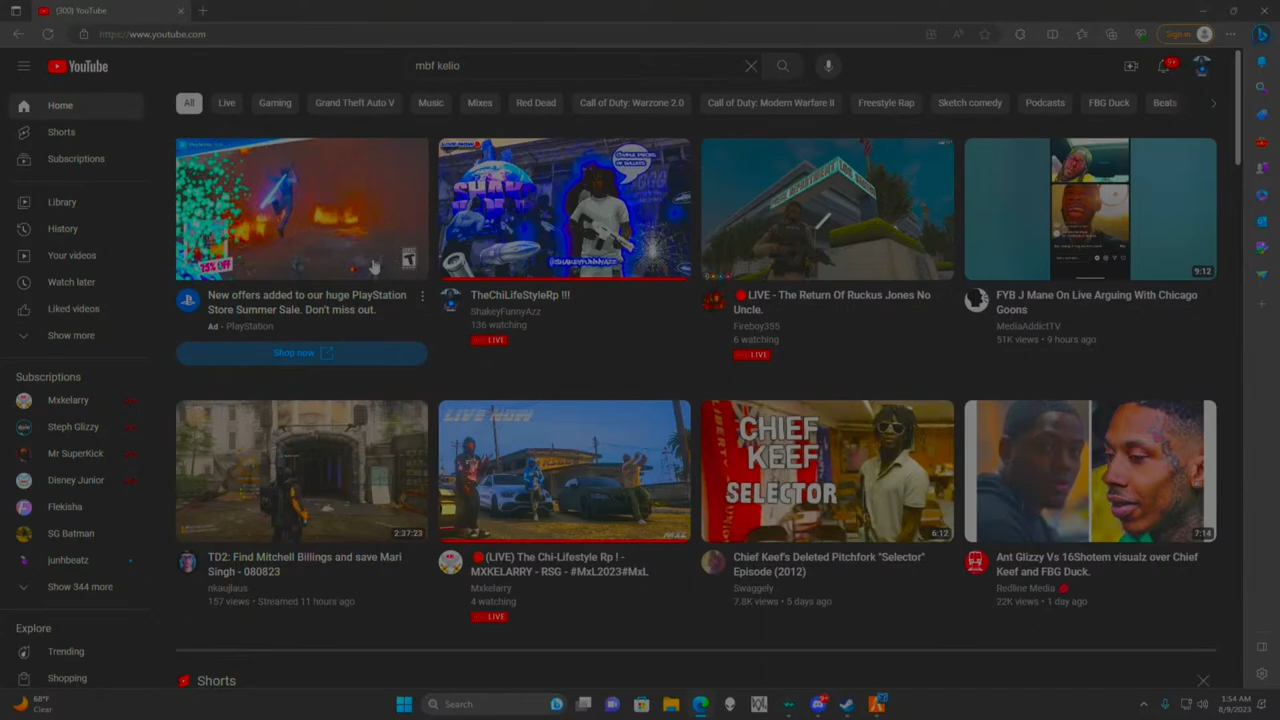 (300) YouTube
https://www.youtube.com
Sign in
YouTube
mbf kelio
9+
All
Live
Gaming
Grand Theft Auto V
Music
Mixes
Red Dead
Call of Duty: Warzone 2.0
Call of Duty: Modern Warfare II
Freestyle Rap
Sketch comedy
Podcasts
FBG Duck
Beats
Home
Shorts
Subscriptions
Library
History
Your videos
Watch later
Liked videos
Show more
Subscriptions
Mxkelarry
Steph Glizzy
Mr SuperKick
Disney Junior
Flekisha
SG Batman
junhbeatz
Show 344 more
Explore
Trending
Shopping
T
New offers added to our huge PlayStation
Store Summer Sale. Don't miss out.
Ad • PlayStation
Shop now
LIVE NOW
@SHAKEYFUNNYAZZ
TheChiLifeStyleRp !!!
ShakeyFunnyAzz
136 watching
LIVE
LIVE - The Return Of Ruckus Jones No
Uncle.
Fireboy355
6 watching
LIVE
9:12
FYB J Mane On Live Arguing With Chicago
Goons
MediaAddictTV
51K views • 9 hours ago
2:37:23
TD2: Find Mitchell Billings and save Mari
Singh - 080823
nkaujlaus
157 views • Streamed 11 hours ago
LIVE NOW
(LIVE) The Chi-Lifestyle Rp ! -
MXKELARRY - RSG - #MxL2023#MxL
Mxkelarry
4 watching
LIVE
CHIEF
KEEF
SELECTOR
6:12
Chief Keef's Deleted Pitchfork "Selector"
Episode (2012)
Swaggely
7.8K views • 5 days ago
7:14
Ant Glizzy Vs 16Shotem visualz over Chief
Keef and FBG Duck.
Redline Media
22K views • 1 day ago
Shorts
68°F
Clear
Search
1:54 AM
8/9/2023